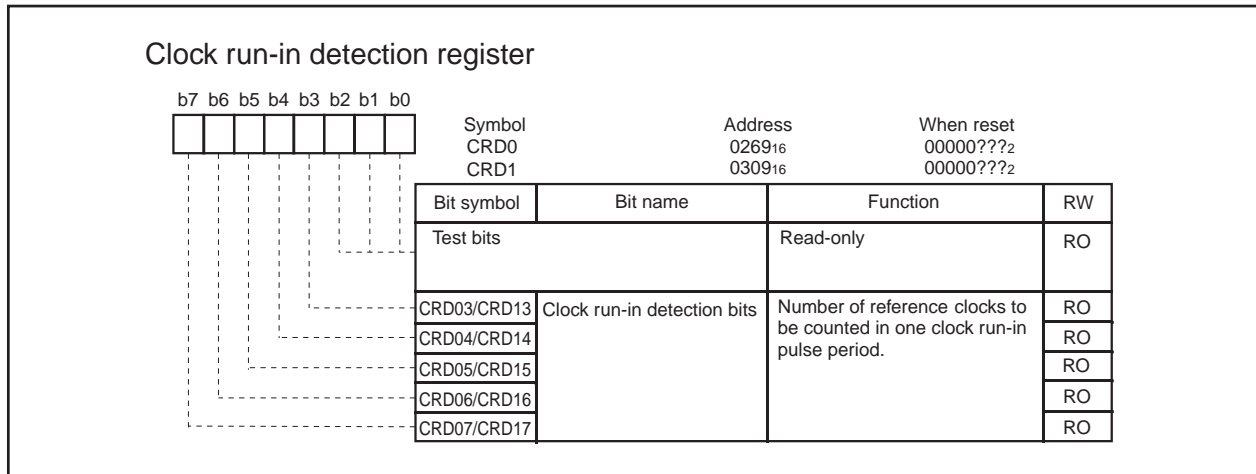 Clock run-in detection register
b7 b6 b5 b4 b3 b2 b1 b0
Symbol Address When reset
CRD0 026916 00000???2
CRD1 030916 00000???2
Bit symbol Bit name Function RW
Test bits Read-only RO
CRD03/CRD13 Clock run-in detection bits Number of reference clocks to RO
be counted in one clock run-in
CRD04/CRD14 pulse period. RO
CRD05/CRD15 RO
CRD06/CRD16 RO
CRD07/CRD17 RO